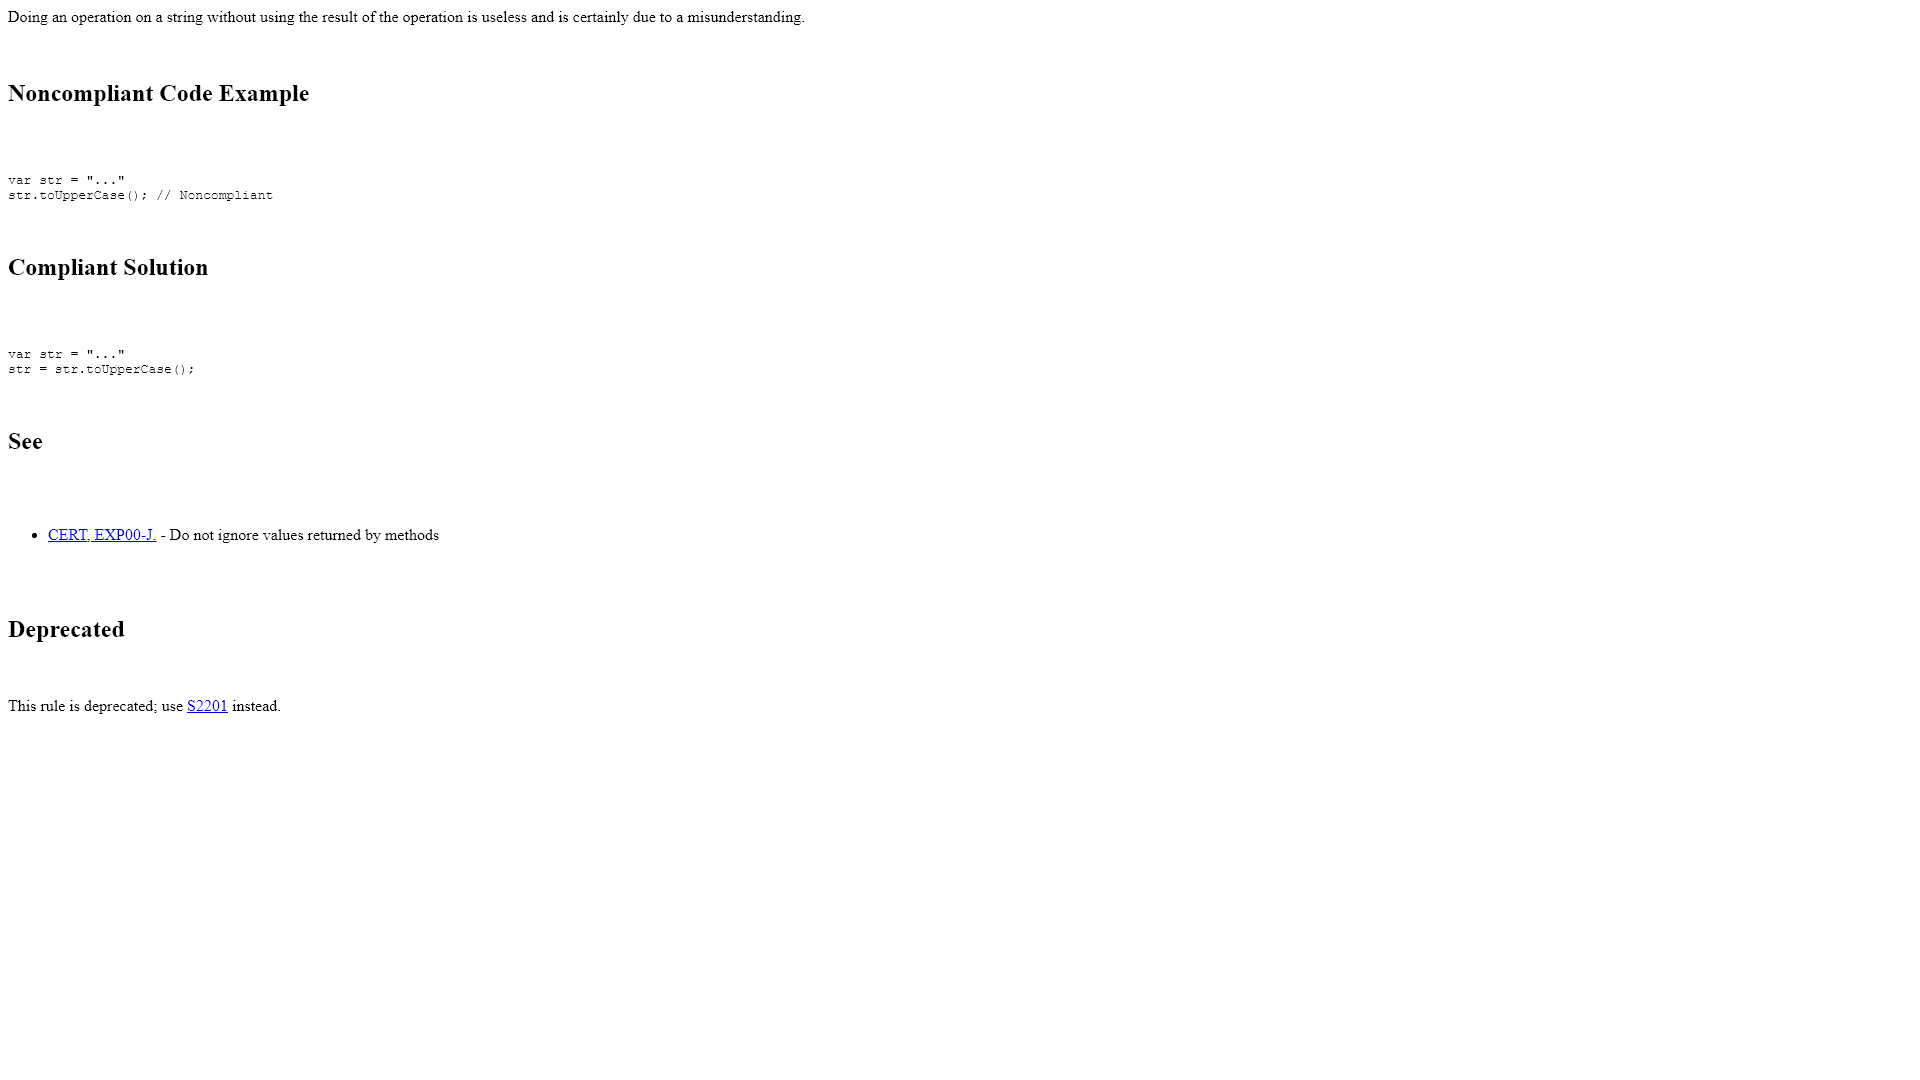 Doing an operation on a string without using the result of the operation is useless and is certainly due to a misunderstanding.
Noncompliant Code Example
var str = "..."
str.toUpperCase(); // Noncompliant
Compliant Solution
var str = "..."
str = str.toUpperCase();
See
• CERT, EXP00-J. - Do not ignore values returned by methods
Deprecated
This rule is deprecated; use S2201 instead.